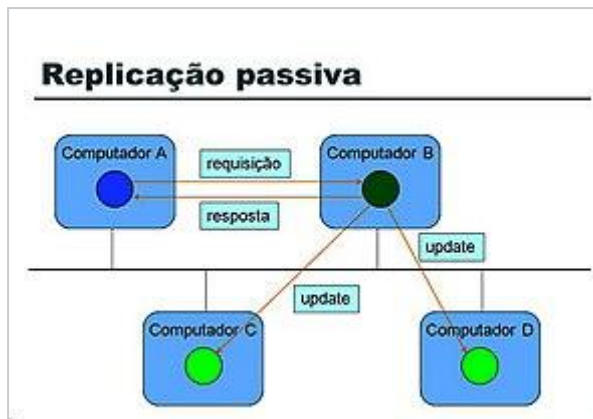 Replicação passiva
Computador A
requisição
Computador B
resposta
update
update
Computador C
Computador D